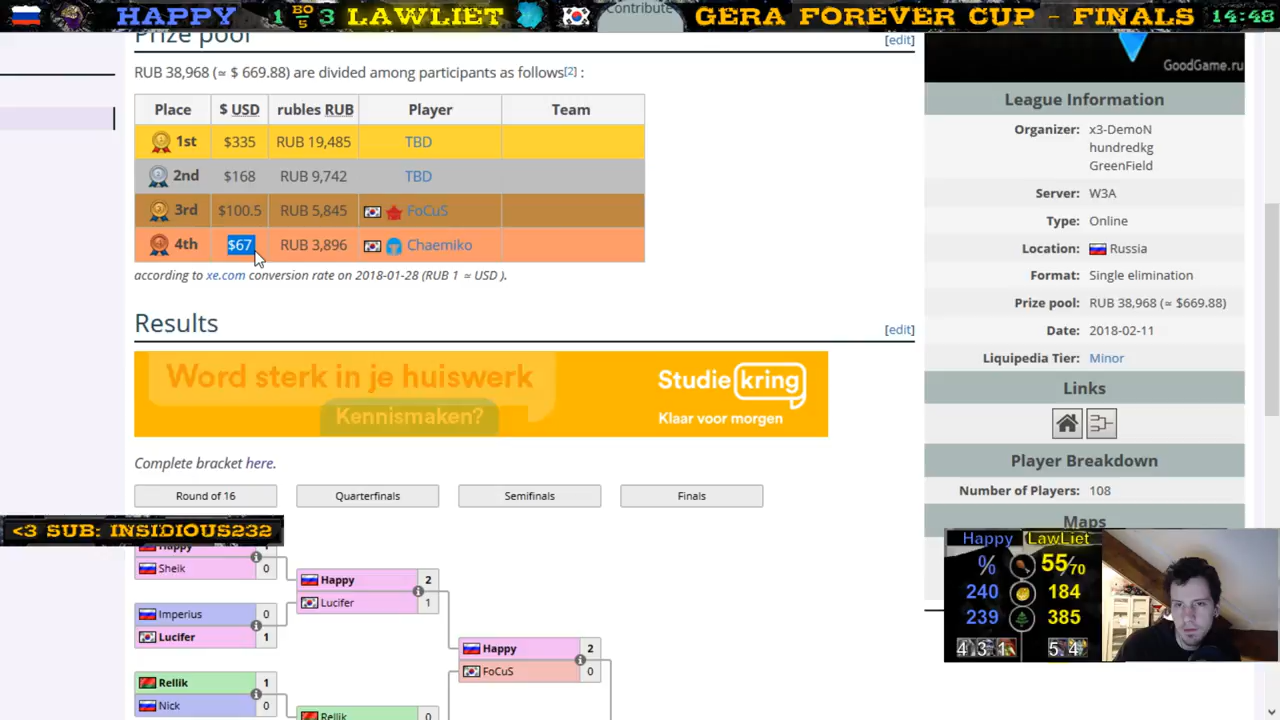 HAPPY 1 BO 5 3 LAWLIET Contribute GERA FOREVER CUP - FINALS 14:48
Prize pool [edit]
RUB 38,968 (≃ $ 669.88) are divided among participants as follows[2] :
Place $ USD rubles RUB Player Team
1st $335 RUB 19,485 TBD
2nd $168 RUB 9,742 TBD
3rd $100.5 RUB 5,845 FoCuS
4th $67 RUB 3,896 Chaemiko
according to xe.com conversion rate on 2018-01-28 (RUB 1 ≃ USD ).
Results [edit]
Word sterk in je huiswerk
Kennismaken?
Studiekring
Klaar voor morgen
Complete bracket here.
Round of 16 Quarterfinals Semifinals Finals
<3 SUB: INSIDIOUS232
Happy 1
Sheik 0
Imperius 0
Lucifer 1
Rellik 1
Nick 0
Happy 2
Lucifer 1
Rellik 0
Happy 2
FoCuS 0
GoodGame.ru
League Information
Organizer: x3-DemoN
hundredkg
GreenField
Server: W3A
Type: Online
Location: Russia
Format: Single elimination
Prize pool: RUB 38,968 (≃ $669.88)
Date: 2018-02-11
Liquipedia Tier: Minor
Links
Player Breakdown
Number of Players: 108
Maps
Happy LawLiet
% 55/70
240 184
239 385
4 3 1 5 4